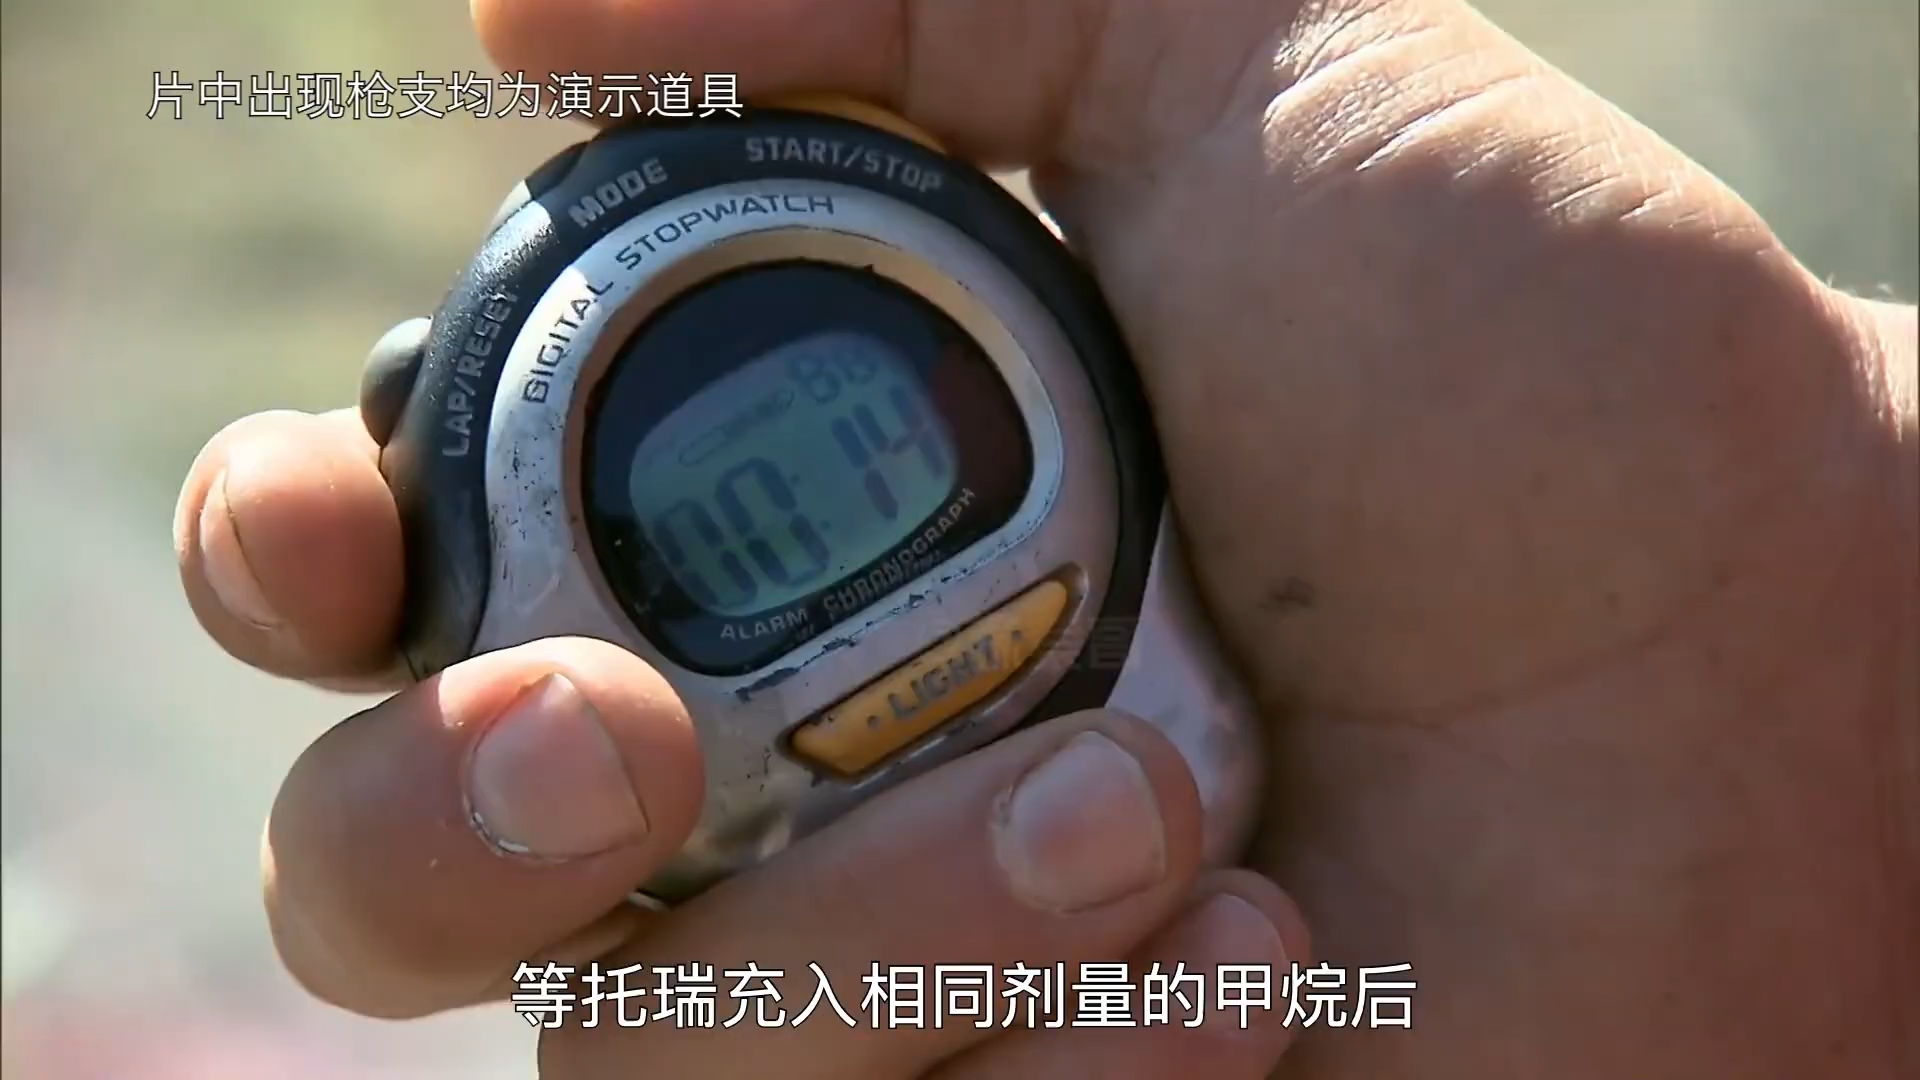 片中出现枪支均为演示道具
START/STOP
MODE
LAP/RESET
DIGITAL STOPWATCH
00:14
ALARM CHRONOGRAPH
LIGHT
等托瑞充入相同剂量的甲烷后